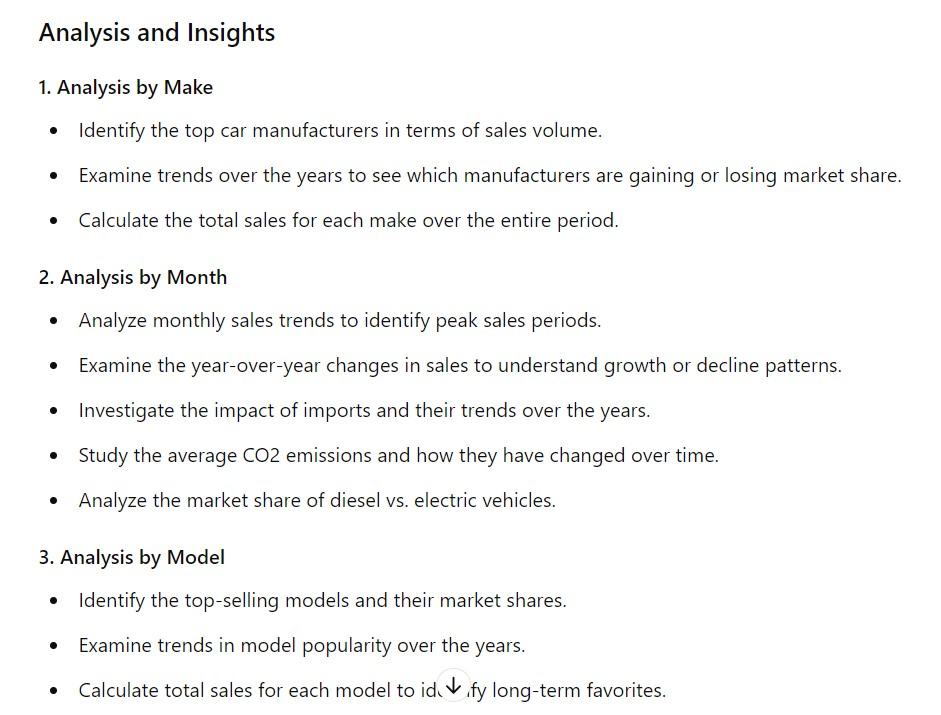 Analysis and Insights
1. Analysis by Make
• Identify the top car manufacturers in terms of sales volume.
• Examine trends over the years to see which manufacturers are gaining or losing market share.
• Calculate the total sales for each make over the entire period.
2. Analysis by Month
• Analyze monthly sales trends to identify peak sales periods.
• Examine the year-over-year changes in sales to understand growth or decline patterns.
• Investigate the impact of imports and their trends over the years.
• Study the average CO2 emissions and how they have changed over time.
• Analyze the market share of diesel vs. electric vehicles.
3. Analysis by Model
• Identify the top-selling models and their market shares.
• Examine trends in model popularity over the years.
• Calculate total sales for each model to long-term favorites.